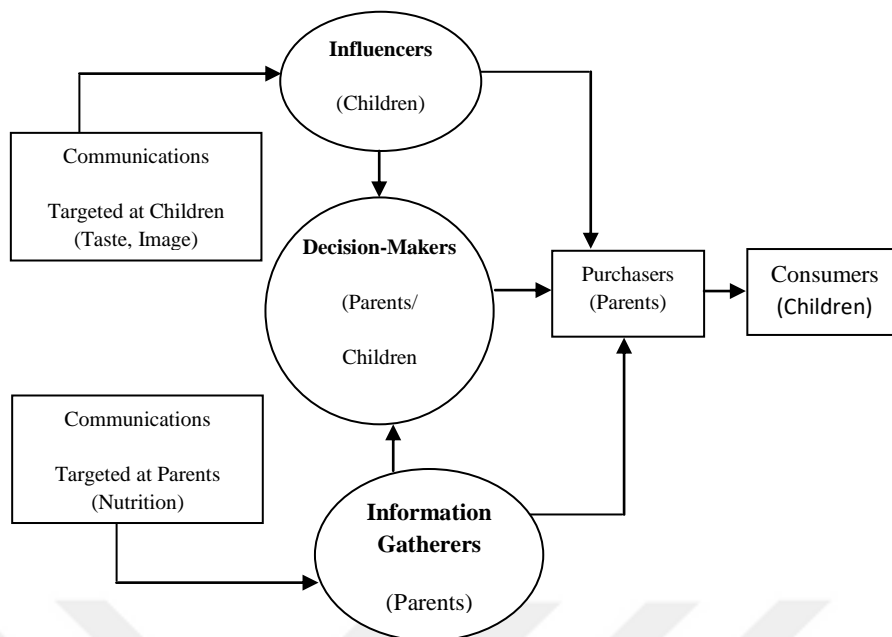 Influencers
(Children)
Communications
Targeted at Children
(Taste, Image)
Decision-Makers
(Parents/
Children
Purchasers
(Parents)
Consumers
(Children)
Communications
Targeted at Parents
(Nutrition)
Information
Gatherers
(Parents)